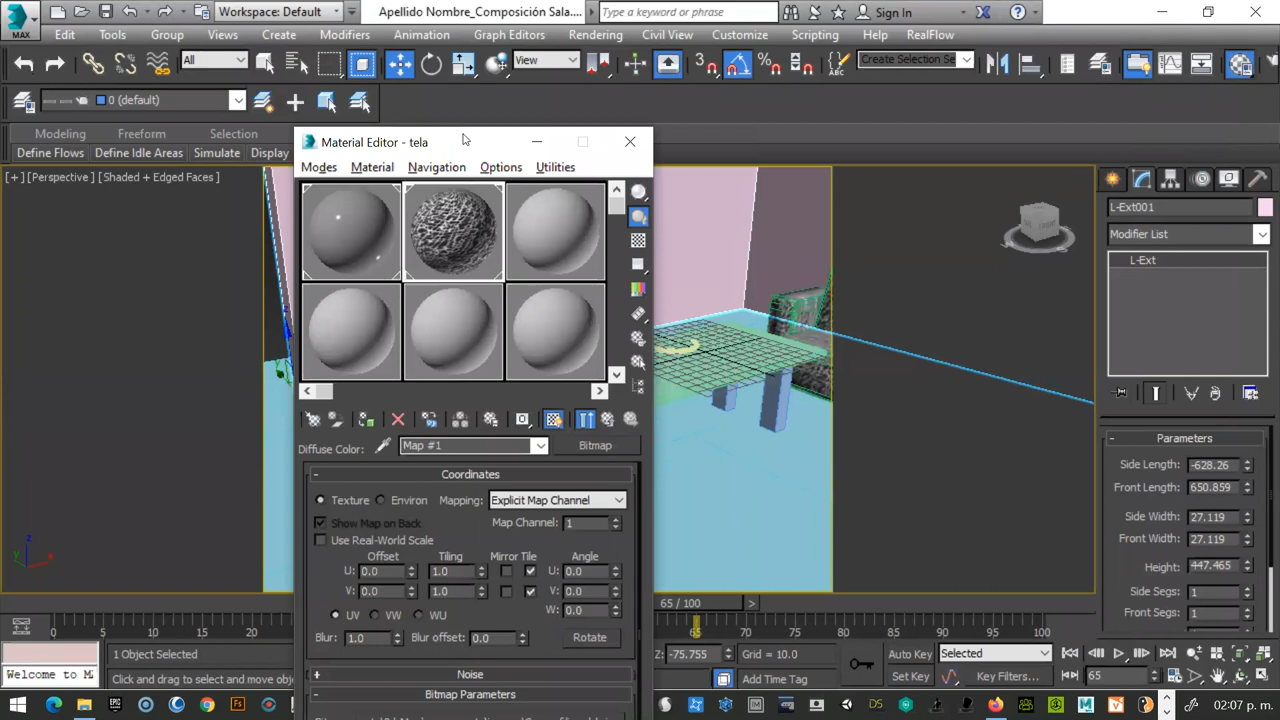 MAX
Workspace: Default
Apellido Nombre_Composición Sala....
Type a keyword or phrase
Sign In
Edit Tools Group Views Create Modifiers Animation Graph Editors Rendering Civil View Customize Scripting Help RealFlow
All
View
3
Create Selection Se
ABC
0 (default)
Modeling Freeform Selection
Define Flows Define Idle Areas Simulate Display
Material Editor - tela
Modes Material Navigation Options Utilities
[+] [Perspective ] [Shaded + Edged Faces ]
L-Ext001
Modifier List
L-Ext
Diffuse Color: Map #1 Bitmap
- Coordinates
Texture Environ Mapping: Explicit Map Channel
Show Map on Back Map Channel: 1
Use Real-World Scale
Offset Tiling Mirror Tile Angle
U: 0.0 1.0 U: 0.0
V: 0.0 1.0 V: 0.0
UV VW WU W: 0.0
Blur: 1.0 Blur offset: 0.0 Rotate
+ Noise
- Bitmap Parameters
- Parameters
Side Length: -628.26
Front Length: 650.859
Side Width: 27.119
Front Width: 27.119
Height: 447.465
Side Segs: 1
Front Segs: 1
65 / 100 >
0 5 10 15 20 65 70 75 80 85 90 95 100
1 Object Selected
Z: -75.755 Grid = 10.0 Auto Key Selected
Welcome to M
Click and drag to select and move obje
Add Time Tag Set Key Key Filters... 65
02:07 p. m.